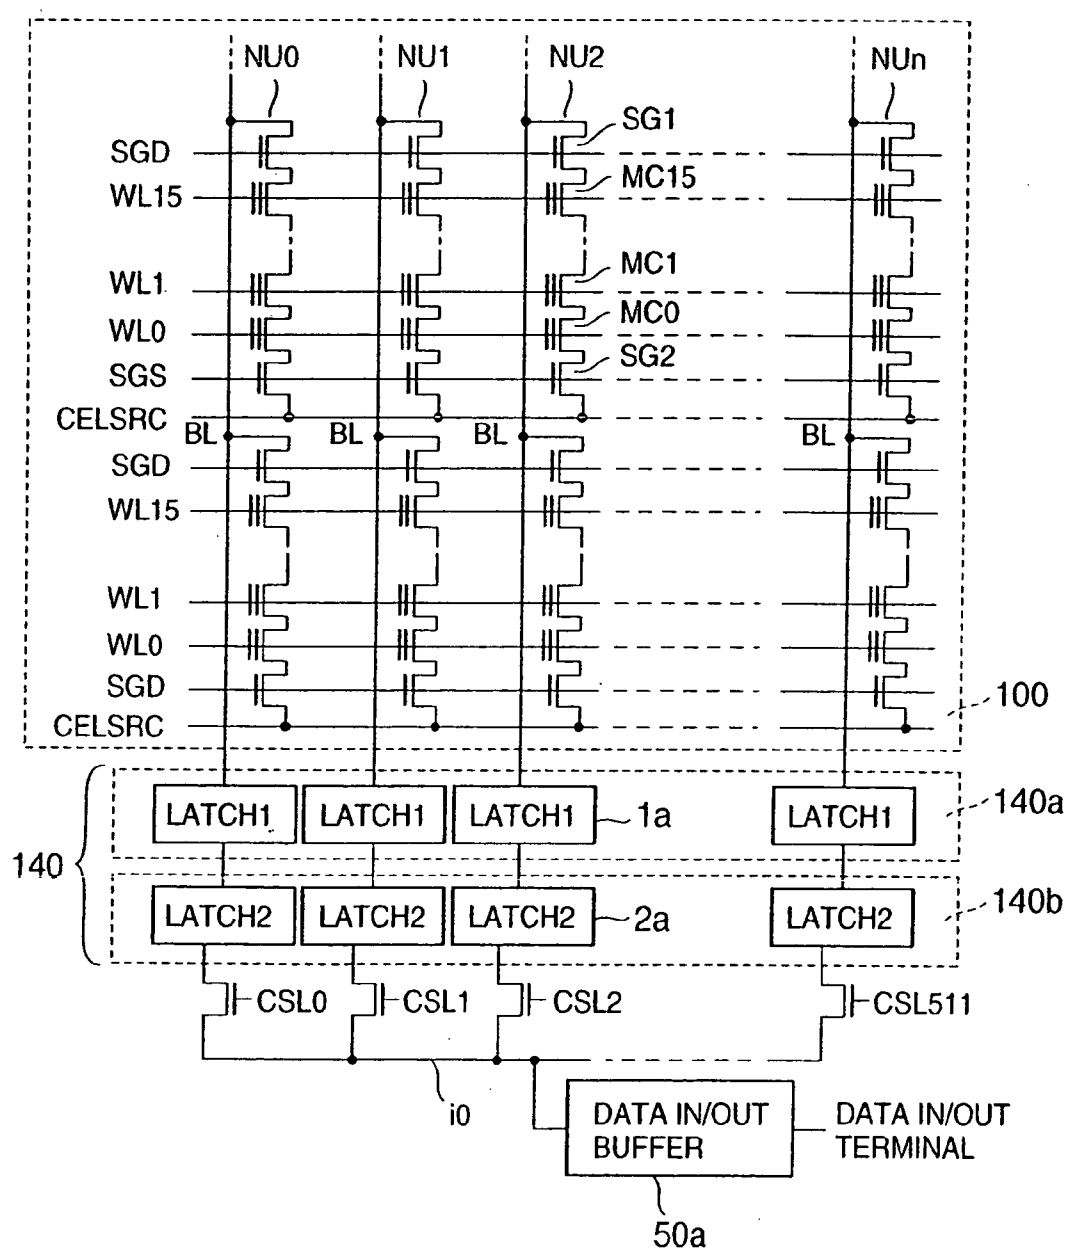 NU0 NU1 NU2 NUn
SG1
SGD
MC15
WL15
MC1
WL1
MC0
WL0
SG2
SGS
CELSRC
BL BL BL BL
SGD
WL15
WL1
WL0
SGD
100
CELSRC
LATCH1 LATCH1 LATCH1 1a LATCH1 140a
140
LATCH2 LATCH2 LATCH2 2a LATCH2 140b
CSL0 CSL1 CSL2 CSL511
i0
DATA IN/OUT
BUFFER
DATA IN/OUT
TERMINAL
50a